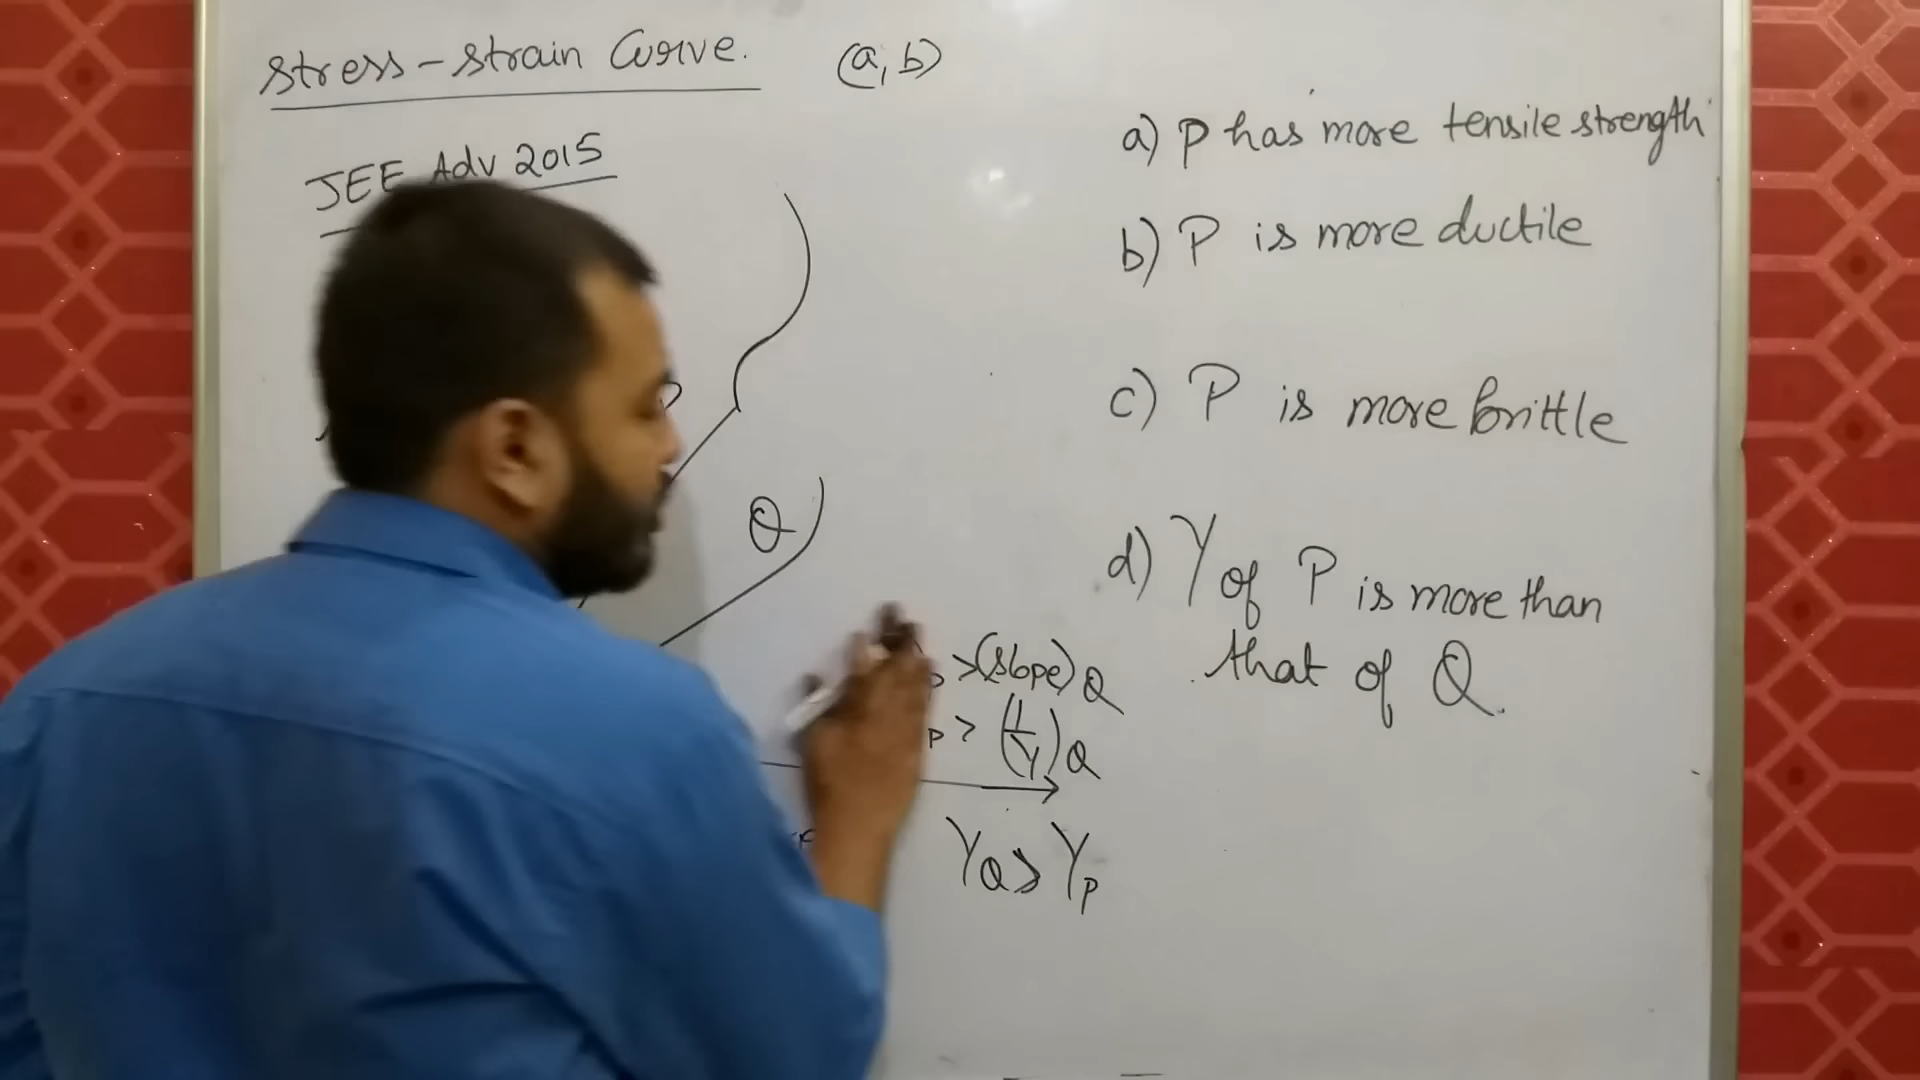 Stress-Strain Curve. (a, b)
JEE Adv 2015
a) P has more tensile strength
b) P is more ductile
c) P is more brittle
d) Y of P is more than
that of Q.
P
Q
P >(slope)Q
P > (1/Y)Q
YQ > YP